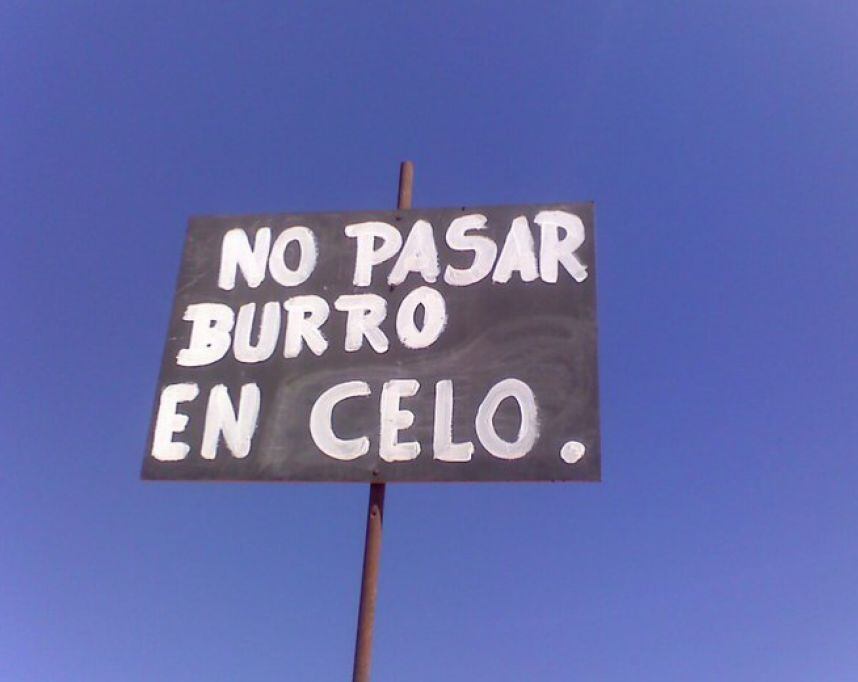 NO PASAR
BURRO
EN CELO.